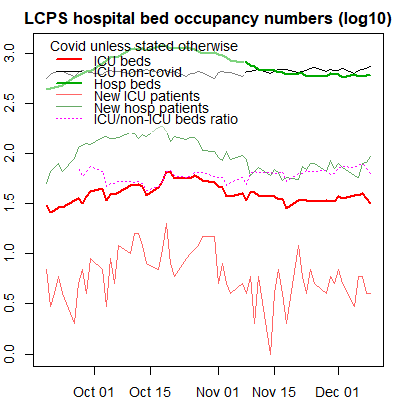 LCPS hospital bed occupancy numbers (log10)
Covid unless stated otherwise
ICU beds
ICU non-covid
Hosp beds
New ICU patients
New hosp patients
ICU/non-ICU beds ratio
3.0
2.5
2.0
1.5
1.0
0.5
0.0
Oct 01
Oct 15
Nov 01
Nov 15
Dec 01